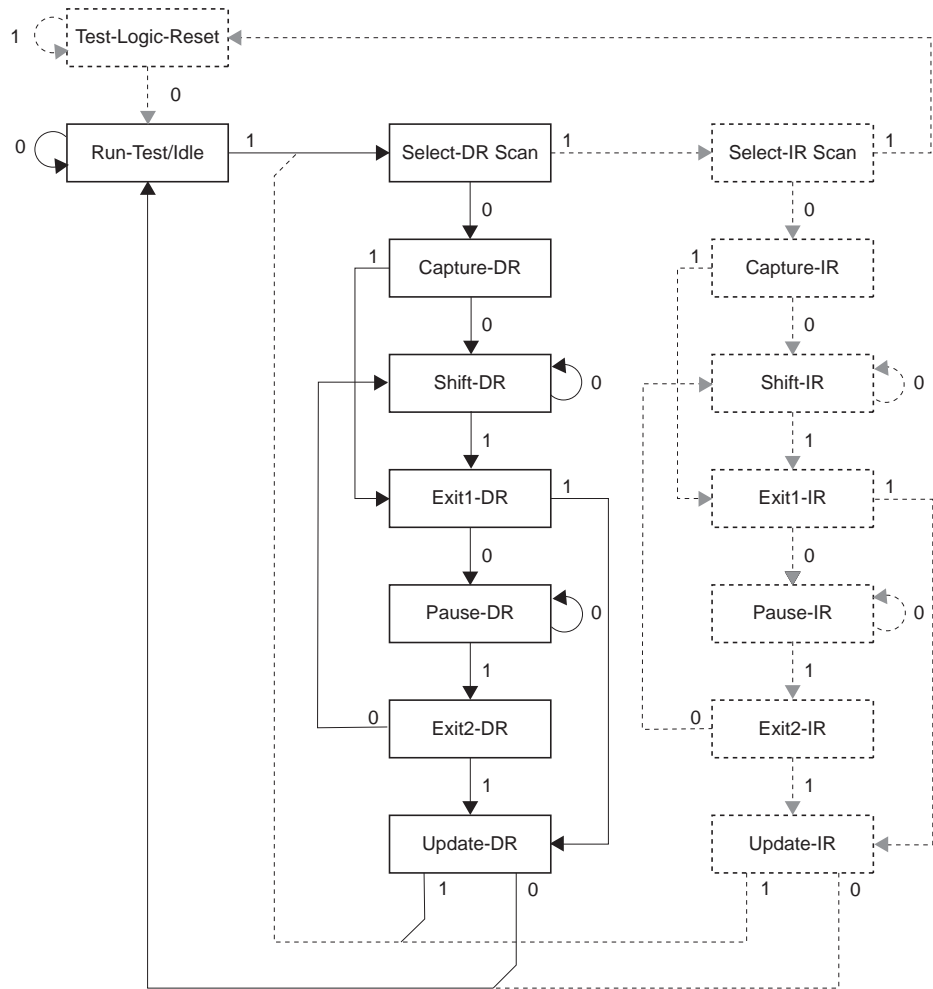 Test-Logic-Reset
1
0
0
Run-Test/Idle
1
Select-DR Scan
1
Select-IR Scan
1
0
0
1
Capture-DR
1
Capture-IR
0
0
Shift-DR
0
Shift-IR
0
1
1
Exit1-DR
1
Exit1-IR
1
0
0
Pause-DR
0
Pause-IR
0
1
1
0
Exit2-DR
0
Exit2-IR
1
1
Update-DR
Update-IR
1
0
1
0